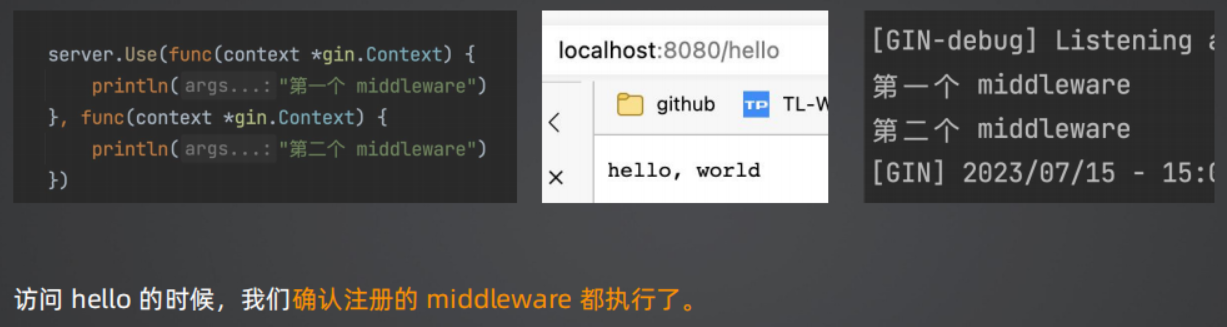 server.Use(func(context *gin.Context) {
println( args...: "第一个 middleware")
}, func(context *gin.Context) {
println( args...: "第二个 middleware")
})
localhost:8080/hello
github TP TL-W
hello, world
[GIN-debug] Listening a
第一个 middleware
第二个 middleware
[GIN] 2023/07/15 - 15:0
访问 hello 的时候，我们确认注册的 middleware 都执行了。